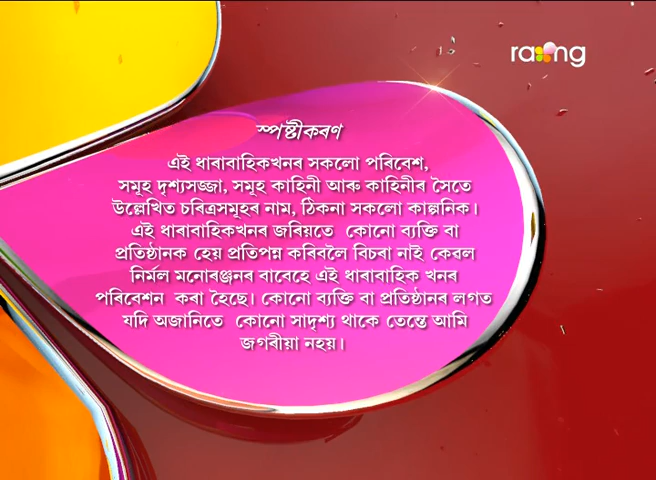 raong
স্পষ্টীকৰণ
এই ধাৰাবাহিকখনৰ সকলো পৰিবেশ,
সমূহ দৃশ্যসজ্জা, সমূহ কাহিনী আৰু কাহিনীৰ সৈতে
উল্লেখিত চৰিত্ৰসমূহৰ নাম, ঠিকনা সকলো কাল্পনিক।
এই ধাৰাবাহিকখনৰ জৰিয়তে কোনো ব্যক্তি বা
প্ৰতিষ্ঠানক হেয় প্ৰতিপন্ন কৰিবলৈ বিচৰা নাই কেৱল
নিৰ্মল মনোৰঞ্জনৰ বাবেহে এই ধাৰাবাহিক খনৰ
পৰিবেশন কৰা হৈছে। কোনো ব্যক্তি বা প্ৰতিষ্ঠানৰ লগত
যদি অজানিতে কোনো সাদৃশ্য থাকে তেন্তে আমি
জগৰীয়া নহয়।